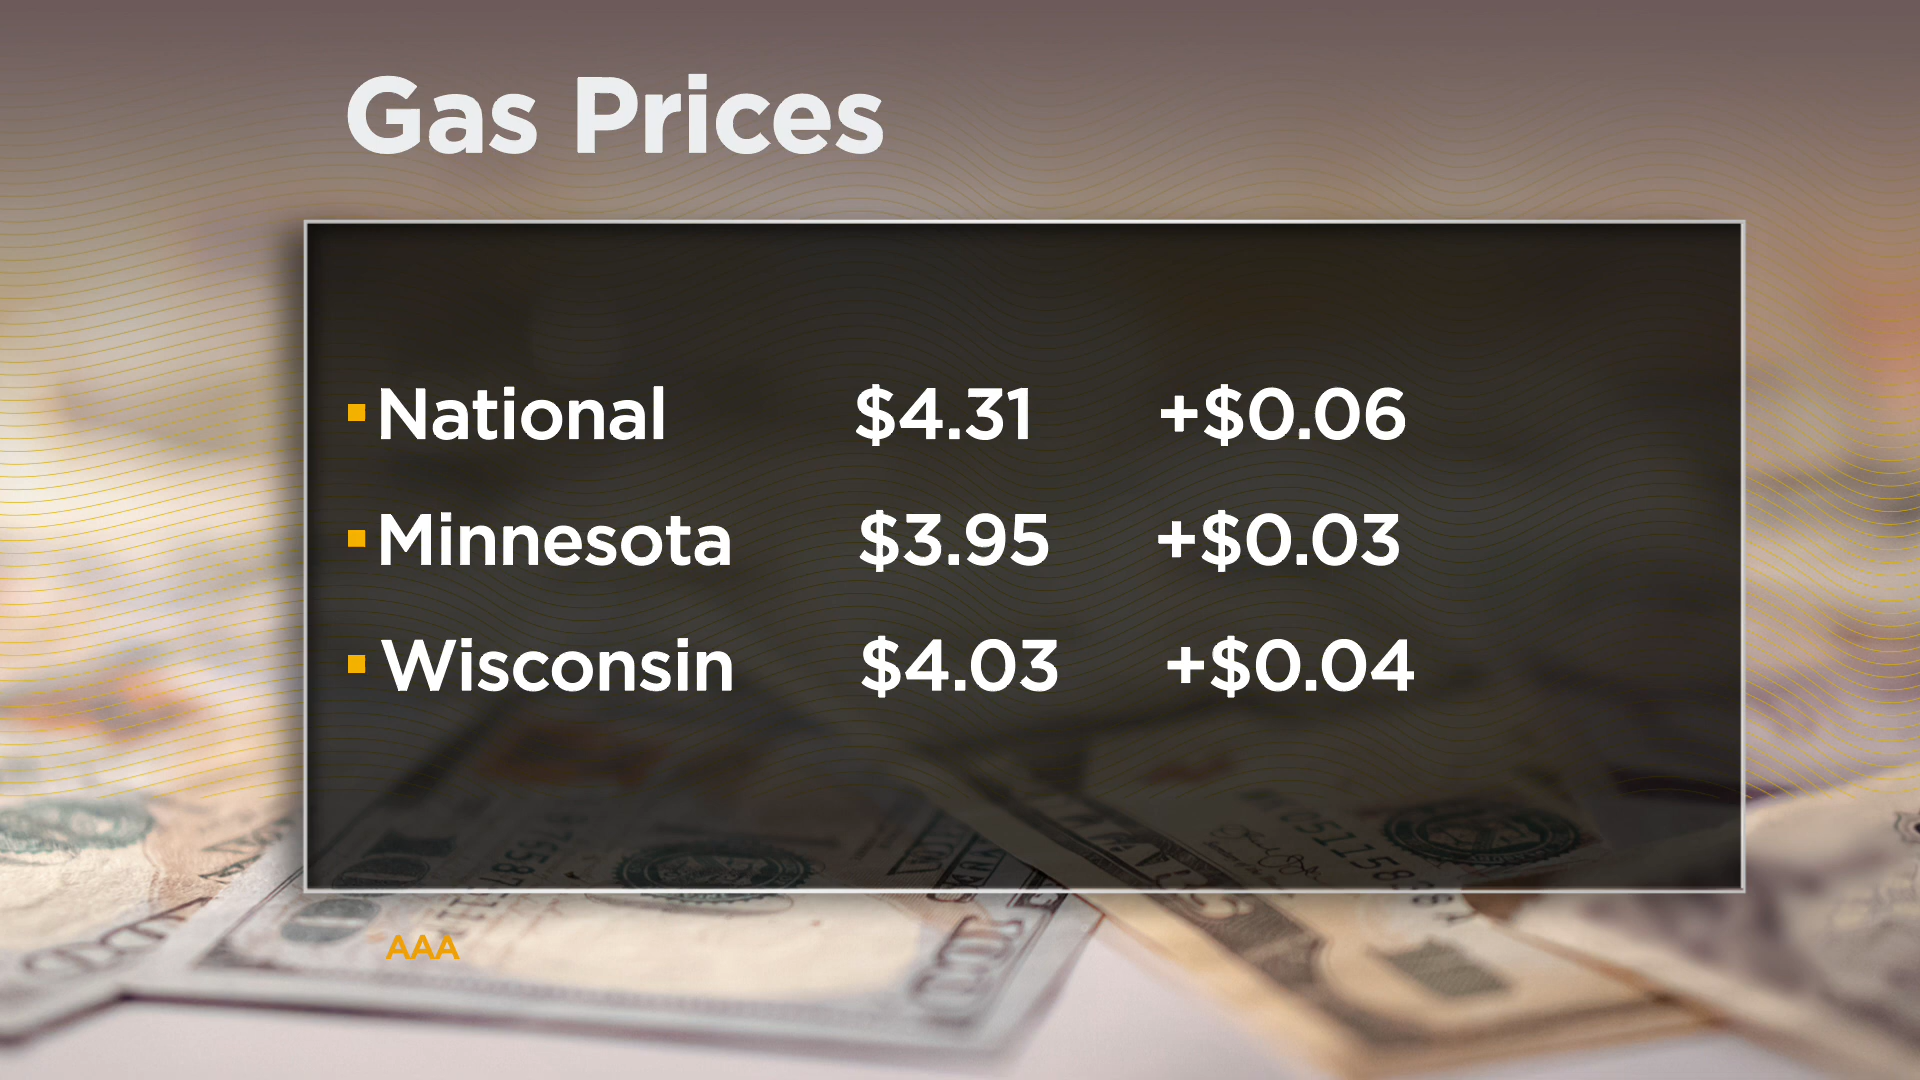 Gas Prices
National $4.31 +$0.06
Minnesota $3.95 +$0.03
Wisconsin $4.03 +$0.04
AAA